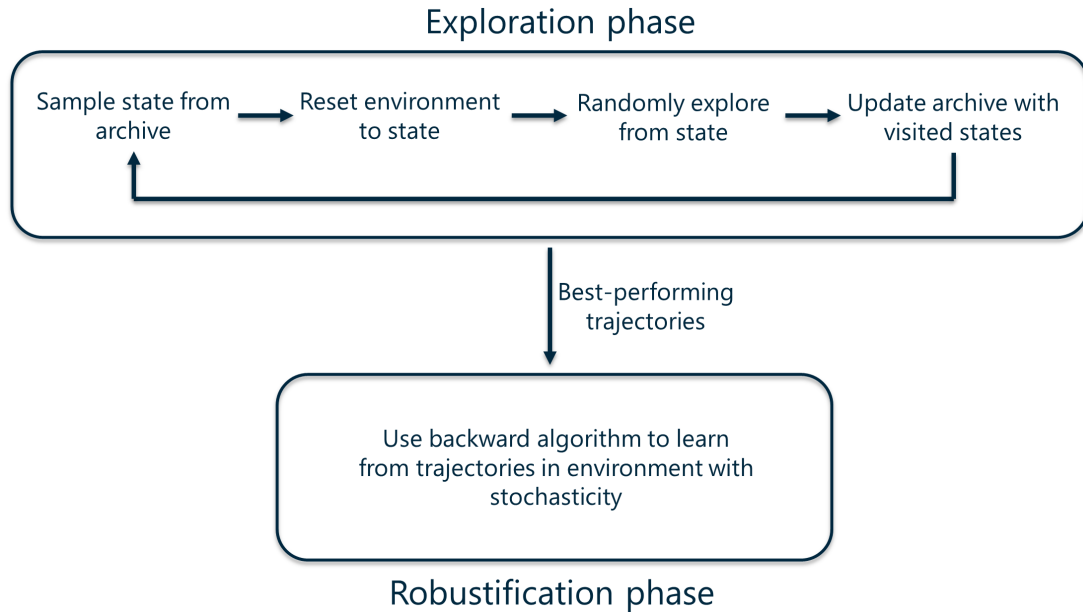 Exploration phase
Sample state from
archive
Reset environment
to state
Randomly explore
from state
Update archive with
visited states
Best-performing
trajectories
Use backward algorithm to learn
from trajectories in environment with
stochasticity
Robustification phase